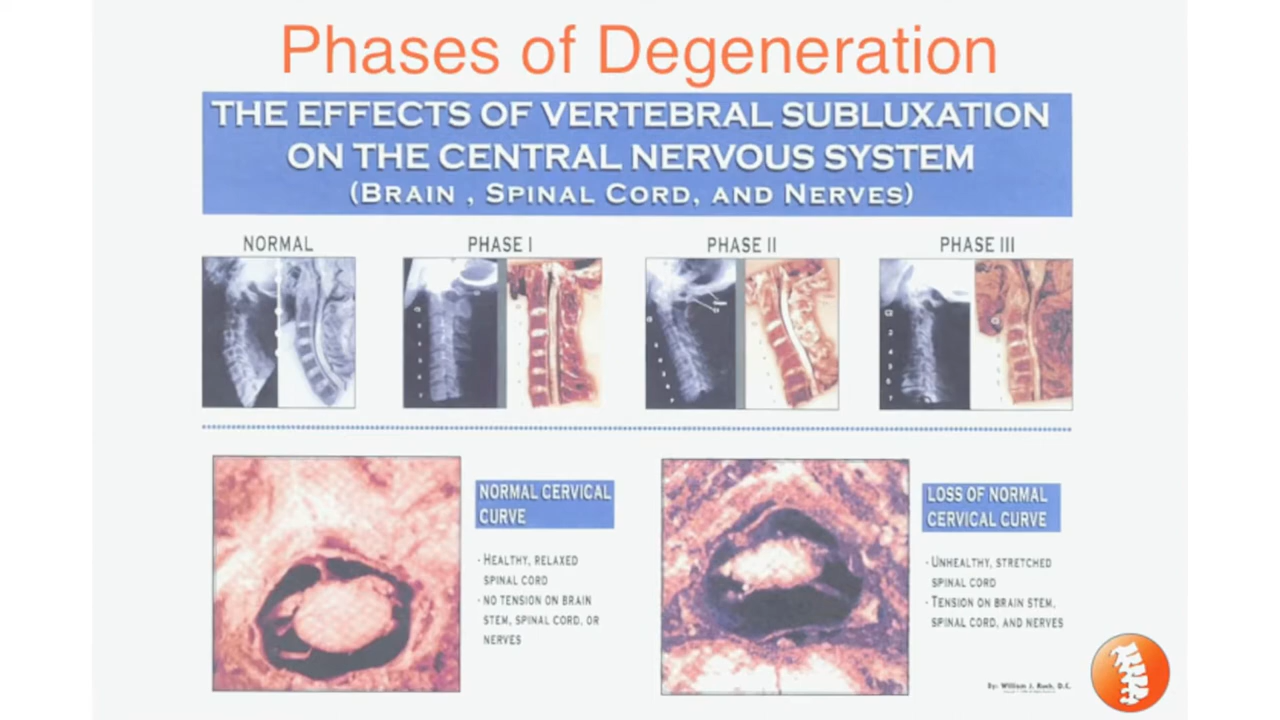 Phases of Degeneration
THE EFFECTS OF VERTEBRAL SUBLUXATION
ON THE CENTRAL NERVOUS SYSTEM
(BRAIN , SPINAL CORD, AND NERVES)
NORMAL
PHASE I
PHASE II
PHASE III
NORMAL CERVICAL
CURVE
- HEALTHY, RELAXED
SPINAL CORD
- NO TENSION ON BRAIN
STEM, SPINAL CORD, OR
NERVES
LOSS OF NORMAL
CERVICAL CURVE
- UNHEALTHY, STRETCHED
SPINAL CORD
- TENSION ON BRAIN STEM,
SPINAL CORD, AND NERVES
By: William J. D.C.